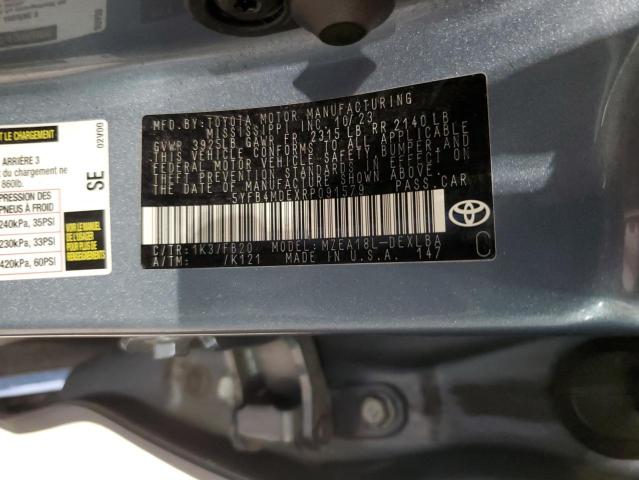 LE CHARGEMENT
02V00
ARRIÈRE 3
du chargement ne
860lb.
SE
PRESSION DES
PNEUS À FROID
240kPa, 35PSI
230kPa, 33PSI
420kPa, 60PSI
RENSEIGNEMENTS
MFD. BY: TOYOTA MOTOR MANUFACTURING
MISSISSIPPI, INC. 10/23
GVWR 3925LB GAWR FR 2315 LB RR 2140 LB
THIS VEHICLE CONFORMS TO ALL APPLICABLE
FEDERAL MOTOR VEHICLE SAFETY, BUMPER, AND
THEFT PREVENTION STANDARDS IN EFFECT ON
THE DATE OF MANUFACTURE SHOWN ABOVE.
5YFB4MDEXRP091579 PASS.CAR
C/TR: 1K3/FB20 MODEL: MZEA18L-DEXLBA
A/TM: /K121 MADE IN U.S.A. 147
C
TOYOTA